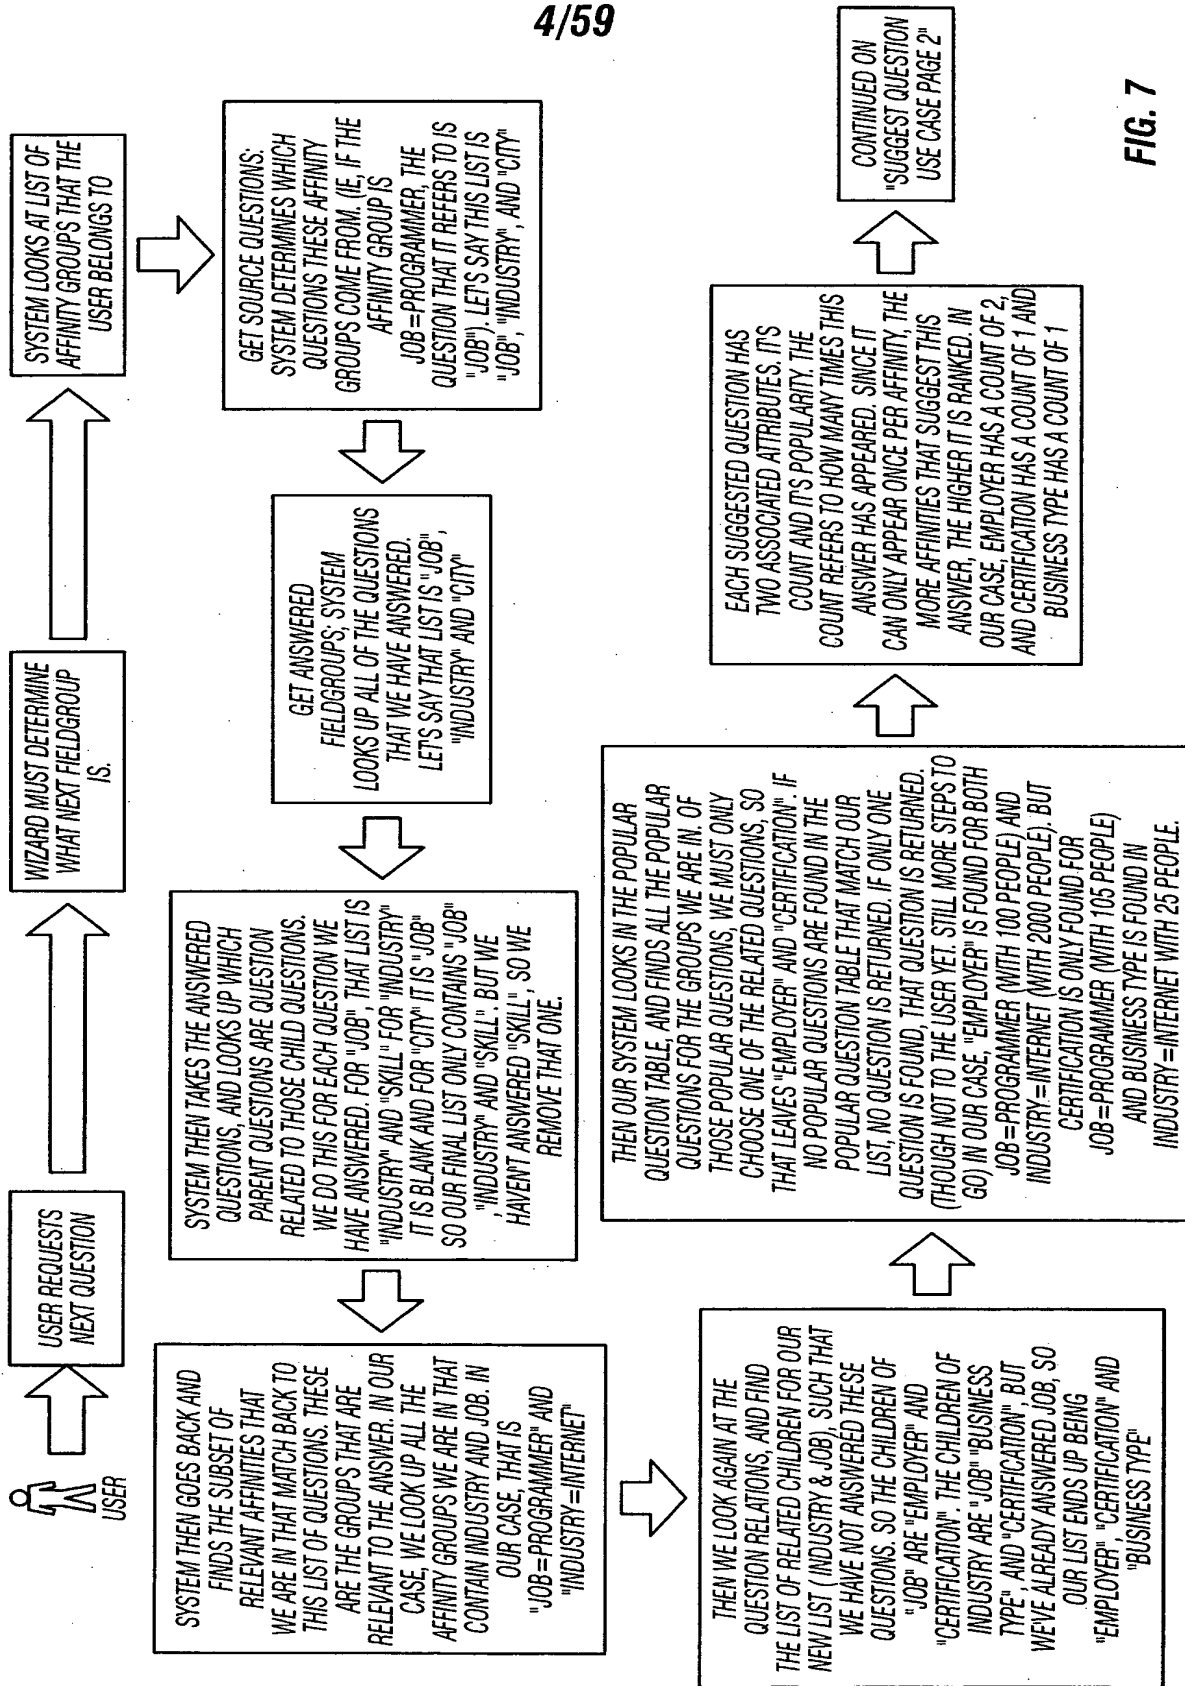 4/59
USER
USER REQUESTS
NEXT QUESTION
WIZARD MUST DETERMINE
WHAT NEXT FIELDGROUP
IS.
SYSTEM LOOKS AT LIST OF
AFFINITY GROUPS THAT THE
USER BELONGS TO
GET SOURCE QUESTIONS:
SYSTEM DETERMINES WHICH
QUESTIONS THESE AFFINITY
GROUPS COME FROM. (IE, IF THE
AFFINITY GROUP IS
JOB=PROGRAMMER, THE
QUESTION THAT IT REFERS TO IS
"JOB"). LET'S SAY THIS LIST IS
"JOB", "INDUSTRY", AND "CITY"
GET ANSWERED
FIELDGROUPS; SYSTEM
LOOKS UP ALL OF THE QUESTIONS
THAT WE HAVE ANSWERED.
LET'S SAY THAT LIST IS "JOB",
"INDUSTRY" AND "CITY"
SYSTEM THEN TAKES THE ANSWERED
QUESTIONS, AND LOOKS UP WHICH
PARENT QUESTIONS ARE QUESTION
RELATED TO THOSE CHILD QUESTIONS.
WE DO THIS FOR EACH QUESTION WE
HAVE ANSWERED. FOR "JOB", THAT LIST IS
"INDUSTRY" AND "SKILL" FOR "INDUSTRY"
IT IS BLANK AND FOR "CITY" IT IS "JOB"
SO OUR FINAL LIST ONLY CONTAINS "JOB"
,"INDUSTRY" AND "SKILL". BUT WE
HAVEN'T ANSWERED "SKILL", SO WE
REMOVE THAT ONE.
SYSTEM THEN GOES BACK AND
FINDS THE SUBSET OF
RELEVANT AFFINITIES THAT
WE ARE IN THAT MATCH BACK TO
THIS LIST OF QUESTIONS. THESE
ARE THE GROUPS THAT ARE
RELEVANT TO THE ANSWER. IN OUR
CASE, WE LOOK UP ALL THE
AFFINITY GROUPS WE ARE IN THAT
CONTAIN INDUSTRY AND JOB. IN
OUR CASE, THAT IS
"JOB=PROGRAMMER" AND
"INDUSTRY=INTERNET"
THEN WE LOOK AGAIN AT THE
QUESTION RELATIONS, AND FIND
THE LIST OF RELATED CHILDREN FOR OUR
NEW LIST ( INDUSTRY & JOB), SUCH THAT
WE HAVE NOT ANSWERED THESE
QUESTIONS. SO THE CHILDREN OF
"JOB" ARE "EMPLOYER" AND
"CERTIFICATION". THE CHILDREN OF
INDUSTRY ARE "JOB" "BUSINESS
TYPE", AND "CERTIFICATION", BUT
WE'VE ALREADY ANSWERED JOB, SO
OUR LIST ENDS UP BEING
"EMPLOYER", "CERTIFICATION" AND
"BUSINESS TYPE"
THEN OUR SYSTEM LOOKS IN THE POPULAR
QUESTION TABLE, AND FINDS ALL THE POPULAR
QUESTIONS FOR THE GROUPS WE ARE IN. OF
THOSE POPULAR QUESTIONS, WE MUST ONLY
CHOOSE ONE OF THE RELATED QUESTIONS, SO
THAT LEAVES "EMPLOYER" AND "CERTIFICATION". IF
NO POPULAR QUESTIONS ARE FOUND IN THE
POPULAR QUESTION TABLE THAT MATCH OUR
LIST, NO QUESTION IS RETURNED. IF ONLY ONE
QUESTION IS FOUND, THAT QUESTION IS RETURNED.
(THOUGH NOT TO THE USER YET. STILL MORE STEPS TO
GO) IN OUR CASE, "EMPLOYER" IS FOUND FOR BOTH
JOB=PROGRAMMER (WITH 100 PEOPLE) AND
INDUSTRY=INTERNET (WITH 2000 PEOPLE). BUT
CERTIFICATION IS ONLY FOUND FOR
JOB=PROGRAMMER (WITH 105 PEOPLE)
AND BUSINESS TYPE IS FOUND IN
INDUSTRY=INTERNET WITH 25 PEOPLE.
EACH SUGGESTED QUESTION HAS
TWO ASSOCIATED ATTRIBUTES. IT'S
COUNT AND IT'S POPULARITY. THE
COUNT REFERS TO HOW MANY TIMES THIS
ANSWER HAS APPEARED. SINCE IT
CAN ONLY APPEAR ONCE PER AFFINITY, THE
MORE AFFINITIES THAT SUGGEST THIS
ANSWER, THE HIGHER IT IS RANKED. IN
OUR CASE, EMPLOYER HAS A COUNT OF 2,
AND CERTIFICATION HAS A COUNT OF 1 AND
BUSINESS TYPE HAS A COUNT OF 1
CONTINUED ON
"SUGGEST QUESTION
USE CASE PAGE 2"
FIG. 7